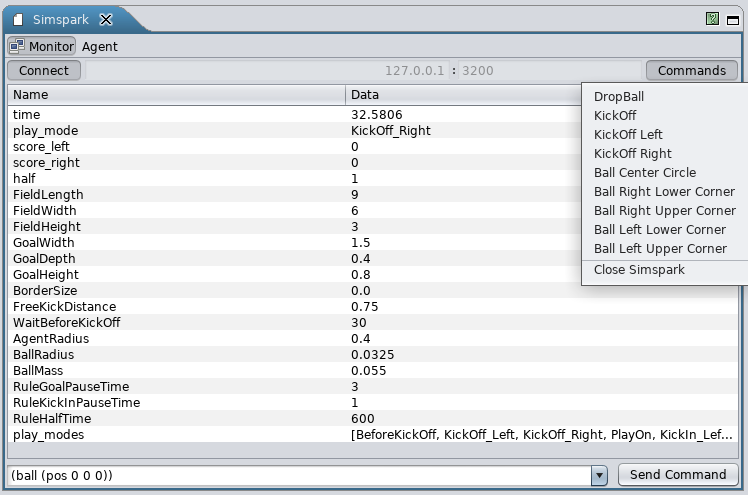 Simspark
Monitor Agent
Connect 127.0.0.1 : 3200 Commands
Name Data
time 32.5806
play_mode KickOff_Right
score_left 0
score_right 0
half 1
FieldLength 9
FieldWidth 6
FieldHeight 3
GoalWidth 1.5
GoalDepth 0.4
GoalHeight 0.8
BorderSize 0.0
FreeKickDistance 0.75
WaitBeforeKickOff 30
AgentRadius 0.4
BallRadius 0.0325
BallMass 0.055
RuleGoalPauseTime 3
RuleKickInPauseTime 1
RuleHalfTime 600
play_modes [BeforeKickOff, KickOff_Left, KickOff_Right, PlayOn, KickIn_Lef...
DropBall
KickOff
KickOff Left
KickOff Right
Ball Center Circle
Ball Right Lower Corner
Ball Right Upper Corner
Ball Left Lower Corner
Ball Left Upper Corner
Close Simspark
(ball (pos 0 0 0)) Send Command